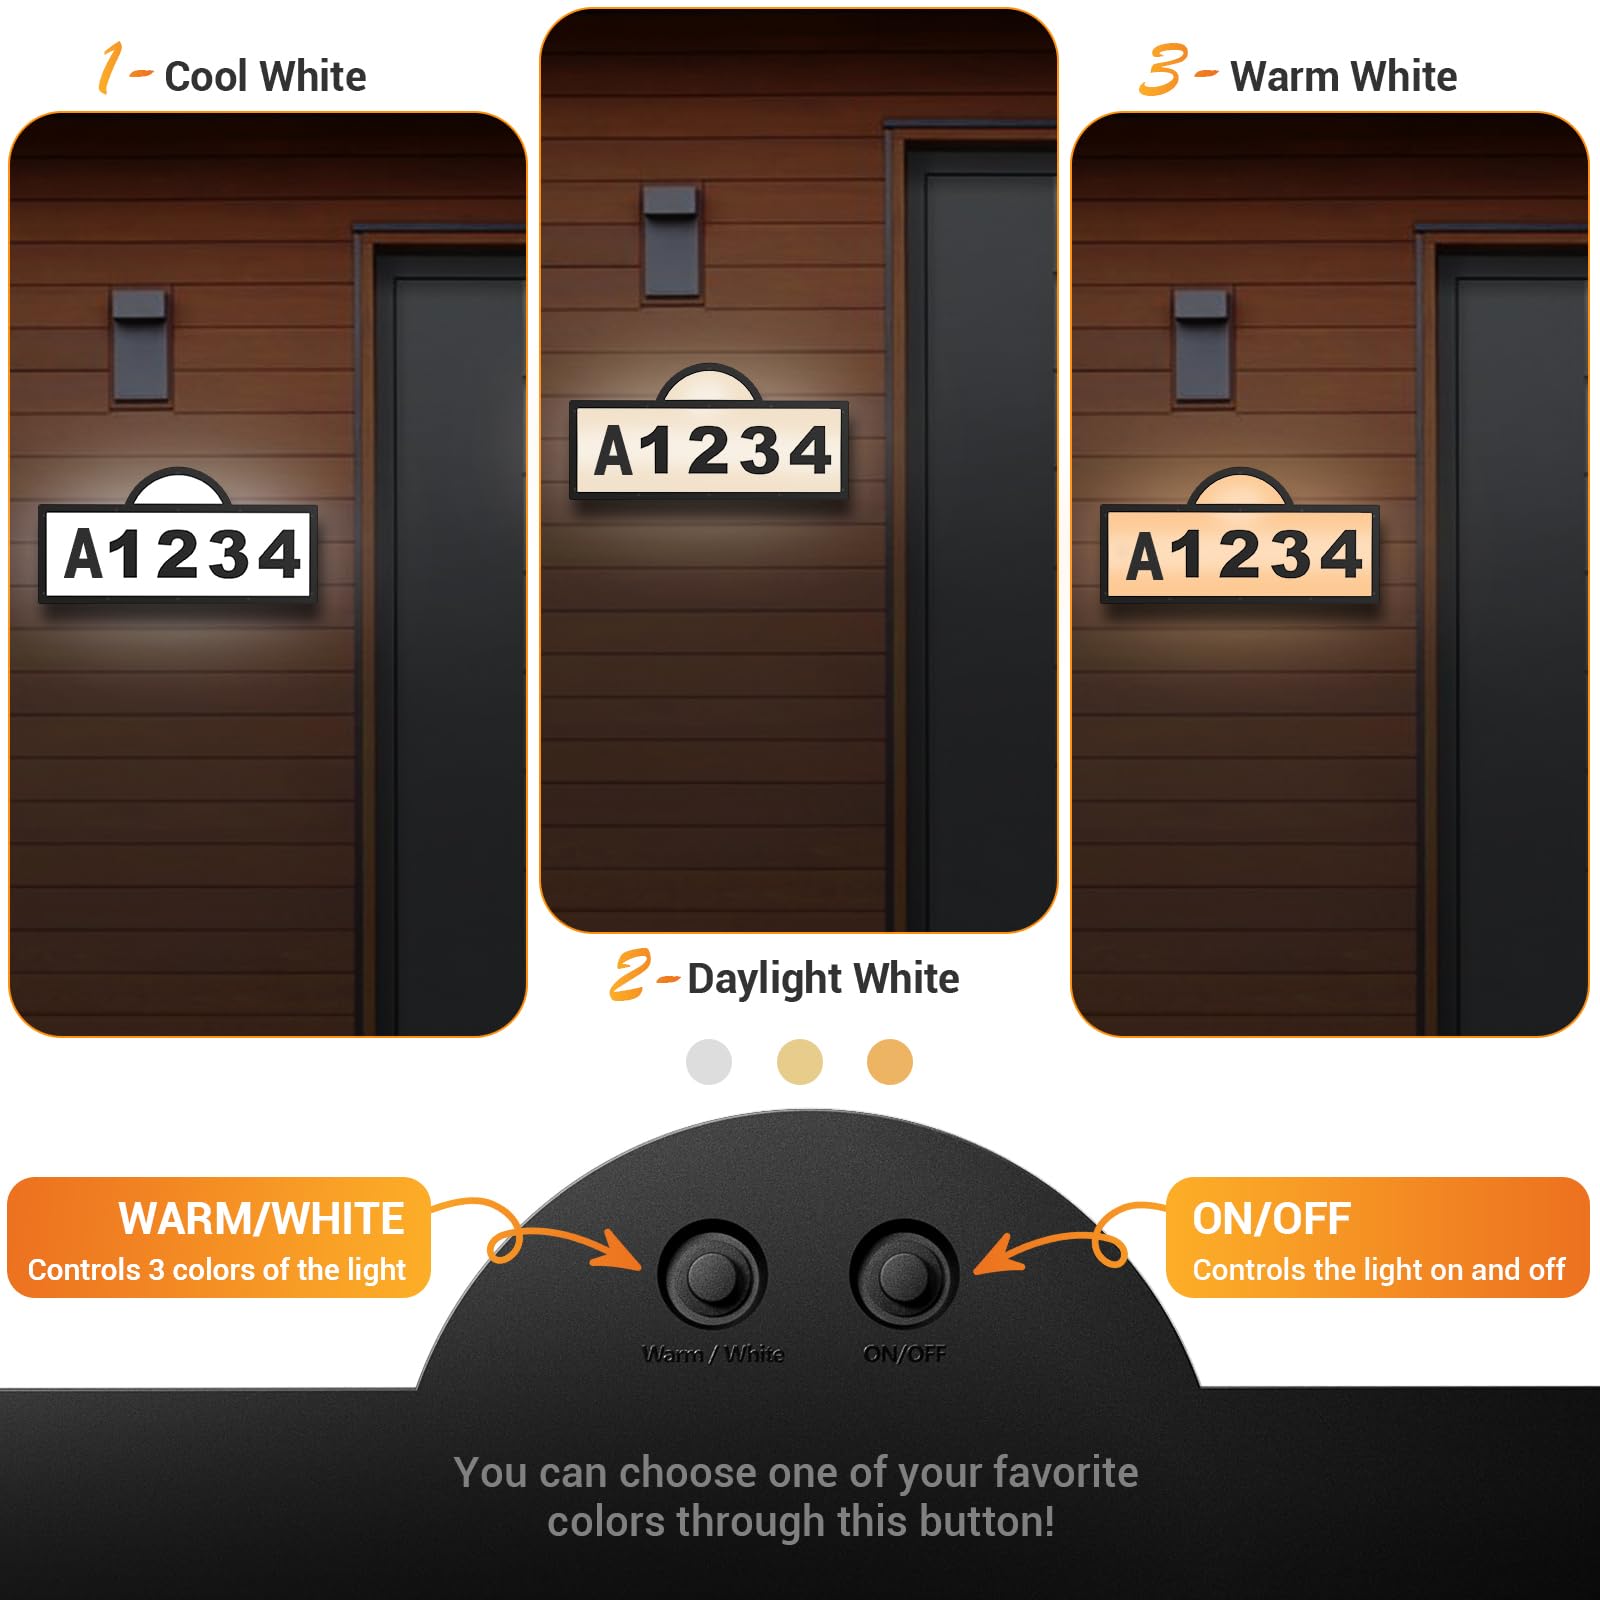 1 - Cool White
3 - Warm White
A1234
A1234
A1234
2 - Daylight White
WARM/WHITE
Controls 3 colors of the light
ON/OFF
Controls the light on and off
Warm / White
ON/OFF
You can choose one of your favorite
colors through this button!